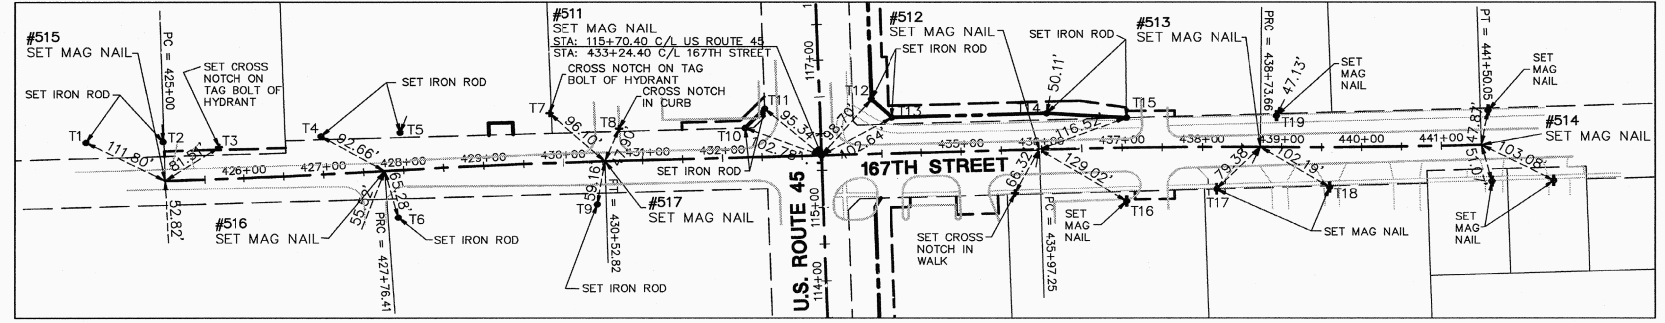 #515
SET MAG NAIL
PC = 425+00
SET CROSS
NOTCH ON
TAG BOLT OF
HYDRANT
SET IRON ROD
T1
T2
T3
111.80'
52.82'
426+00
SET IRON ROD
T4
T5
92.66'
427+00
428+00
429+00
65.28'
T6
SET IRON ROD
PRC = 427+76.41
#516
SET MAG NAIL
#511
SET MAG NAIL
STA: 115+70.40 C/L US ROUTE 45
STA: 433+24.40 C/L 167TH STREET
CROSS NOTCH ON TAG
BOLT OF HYDRANT
CROSS NOTCH
IN CURB
T7
T8
96.10'
430+00
431+00
432+00
59.16'
T9
PI = 430+52.82
SET IRON ROD
SET IRON ROD
#517
SET MAG NAIL
T10
T11
95.34'
102.78'
117+00
115+00
114+00
U.S. ROUTE 45
#512
SET MAG NAIL
SET IRON ROD
T12
T13
98.70'
102.64'
167TH STREET
435+00
SET IRON ROD
50.11'
T14
T15
116.52'
66.32'
129.02'
PC = 435+97.25
437+00
SET CROSS
NOTCH IN
WALK
SET
MAG
NAIL
T16
#513
SET MAG NAIL
438+00
439+00
440+00
441+00
PRC = 438+73.66
47.13'
SET
MAG
NAIL
T19
79.38'
102.19'
T17
T18
SET MAG NAIL
PT = 441+50.05
SET
MAG
NAIL
47.87'
#514
SET MAG NAIL
103.08'
51.07'
SET
MAG
NAIL